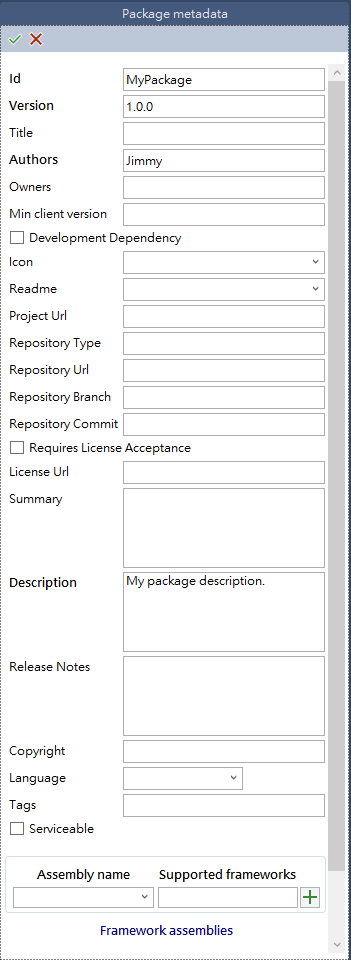 Package metadata
Id MyPackage
Version 1.0.0
Title
Authors Jimmy
Owners
Min client version
Development Dependency
Icon
Readme
Project Url
Repository Type
Repository Url
Repository Branch
Repository Commit
Requires License Acceptance
License Url
Summary
Description My package description.
Release Notes
Copyright
Language
Tags
Serviceable
Assembly name Supported frameworks
Framework assemblies